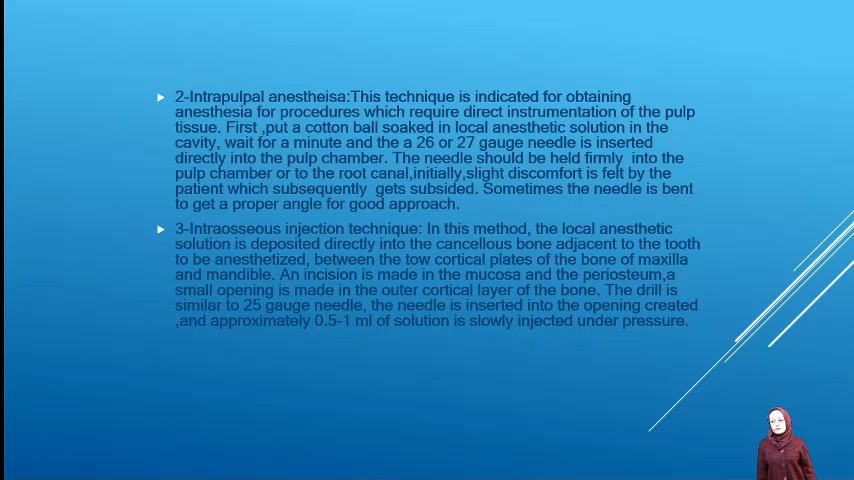 2-Intrapulpal anestheisa:This technique is indicated for obtaining
anesthesia for procedures which require direct instrumentation of the pulp
tissue. First ,put a cotton ball soaked in local anesthetic solution in the
cavity, wait for a minute and the a 26 or 27 gauge needle is inserted
directly into the pulp chamber. The needle should be held firmly into the
pulp chamber or to the root canal,initially,slight discomfort is felt by the
patient which subsequently gets subsided. Sometimes the needle is bent
to get a proper angle for good approach.
3-Intraosseous injection technique: In this method, the local anesthetic
solution is deposited directly into the cancellous bone adjacent to the tooth
to be anesthetized, between the tow cortical plates of the bone of maxilla
and mandible. An incision is made in the mucosa and the periosteum,a
small opening is made in the outer cortical layer of the bone. The drill is
similar to 25 gauge needle, the needle is inserted into the opening created
,and approximately 0.5-1 ml of solution is slowly injected under pressure.